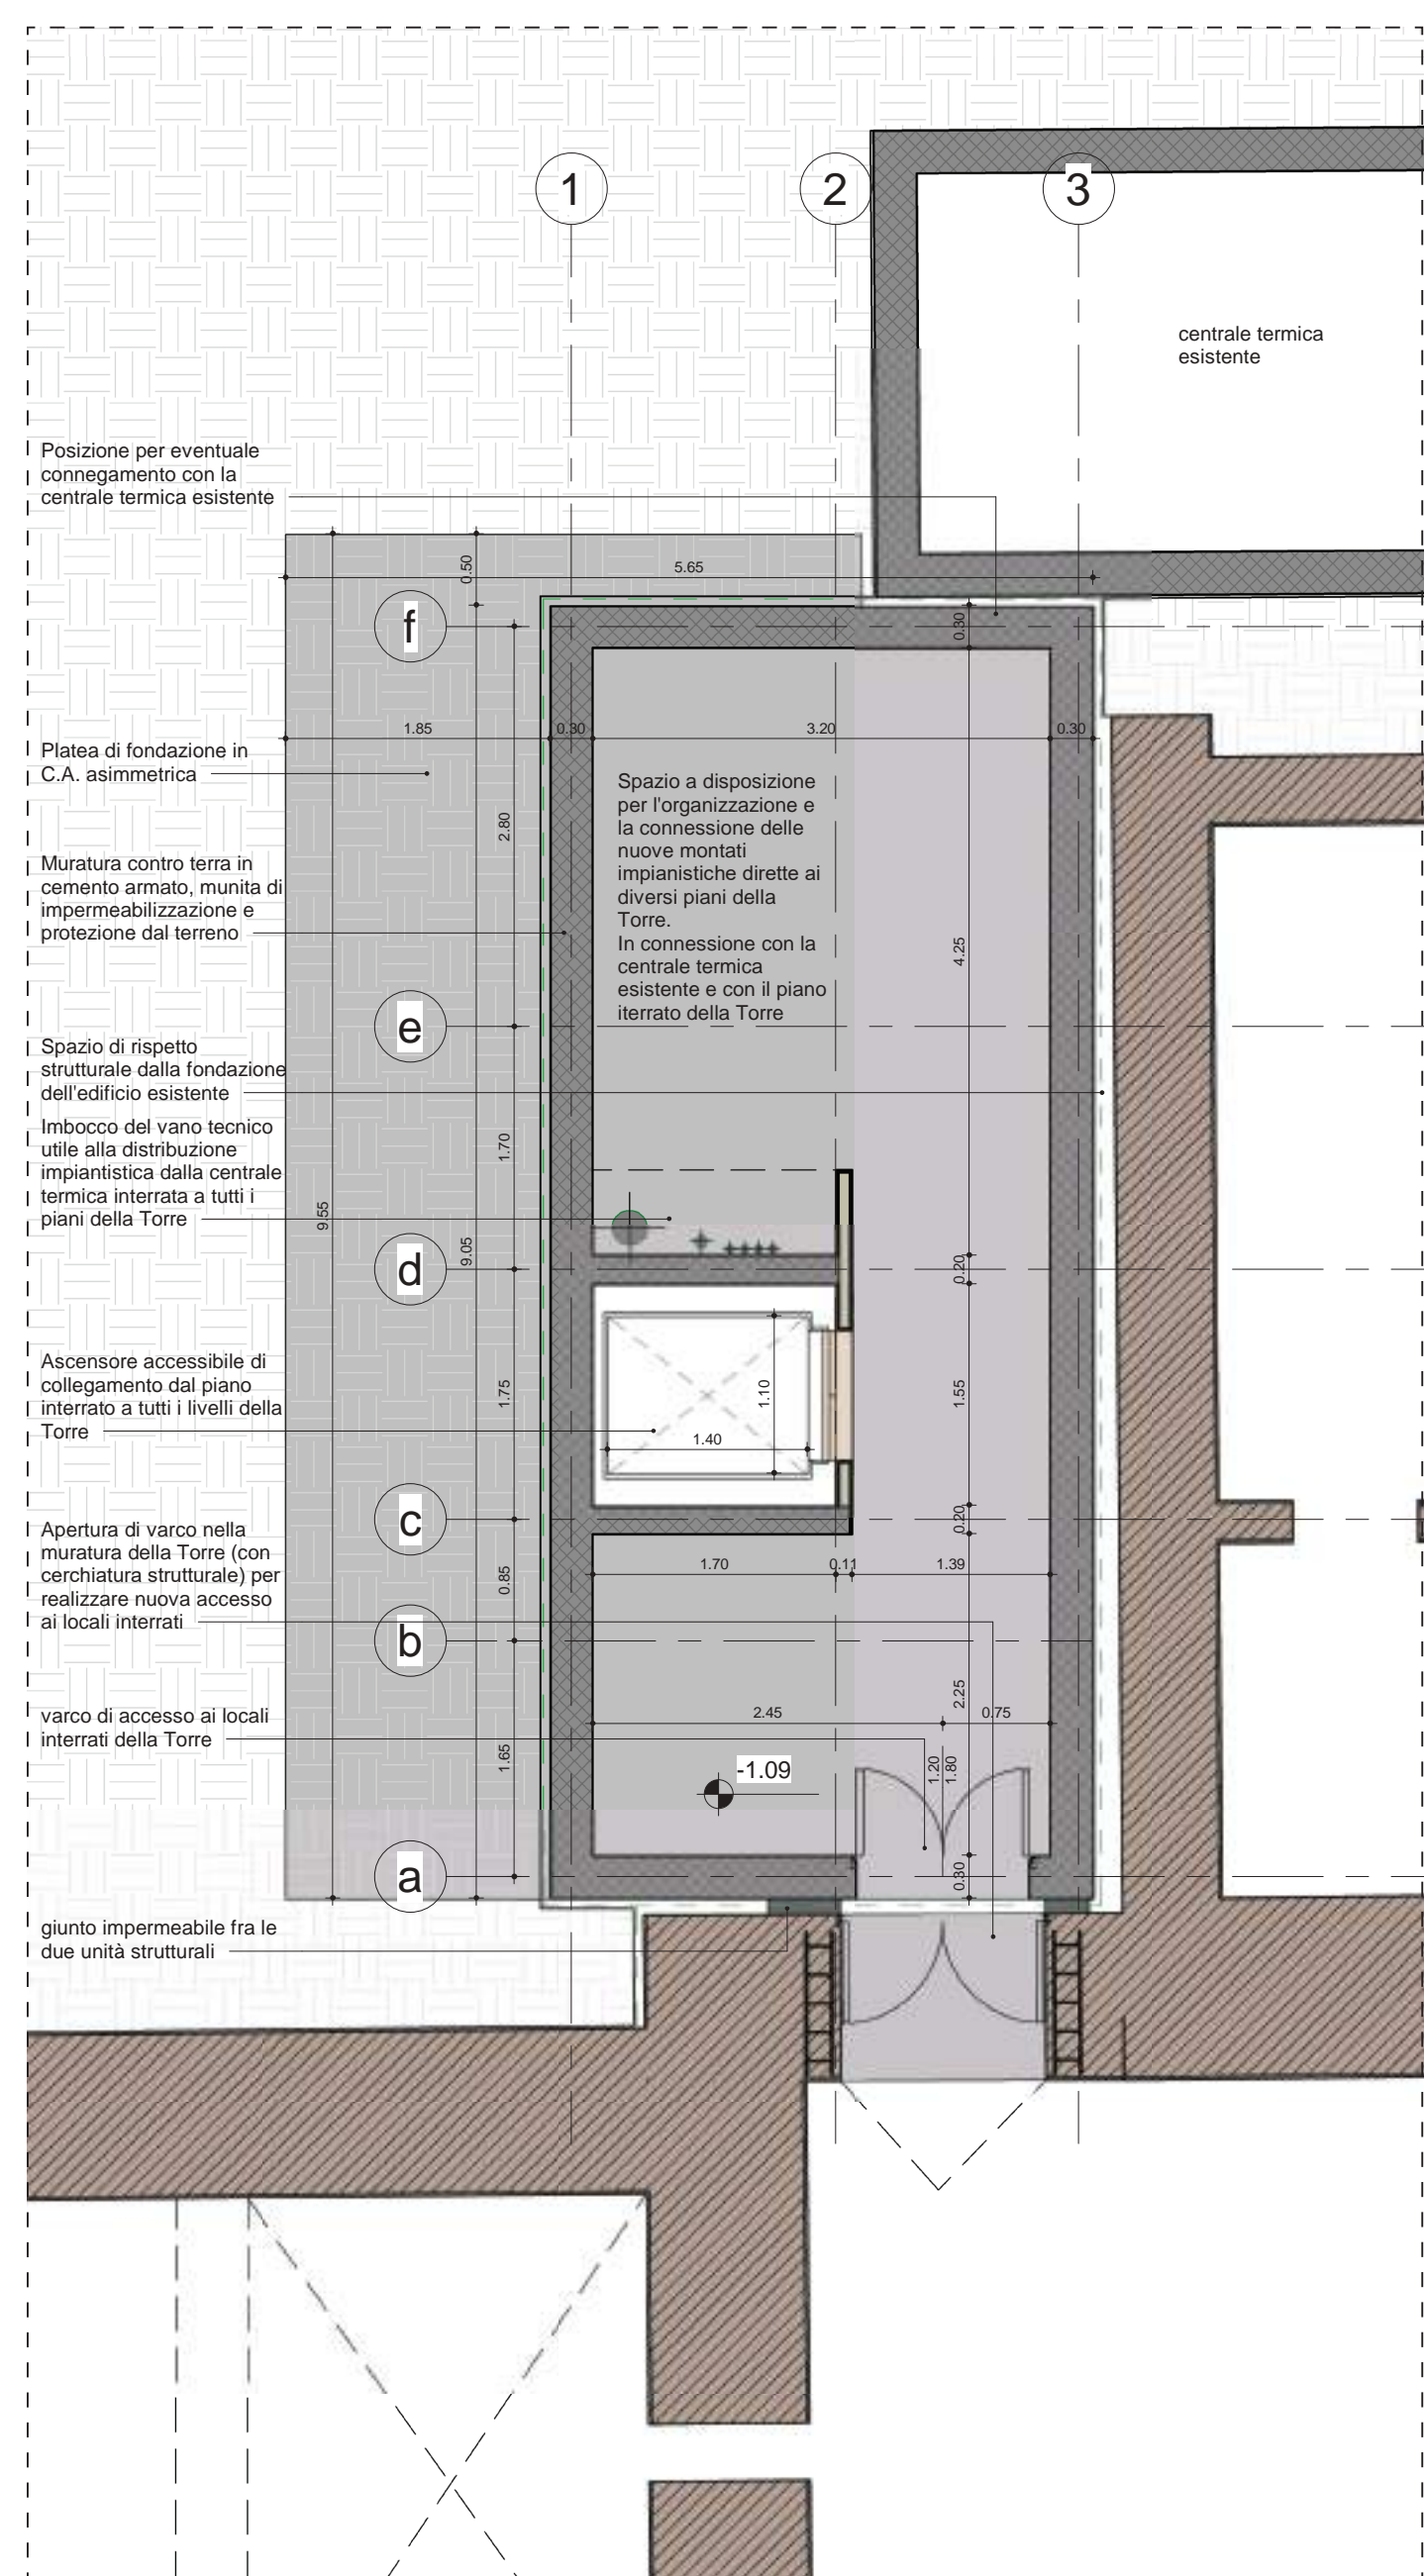 1
2
3
centrale termica
esistente
Posizione per eventuale
connegamento con la
centrale termica esistente
0.50
5.65
f
0.30
1.85
0.30
3.20
0.30
Platea di fondazione in
C.A. asimmetrica
Spazio a disposizione
per l'organizzazione e
la connessione delle
nuove montati
impianistiche dirette ai
diversi piani della
Torre.
In connessione con la
centrale termica
esistente e con il piano
iterrato della Torre
2.80
Muratura contro terra in
cemento armato, munita di
impermeabilizzazione e
protezione dal terreno
4.25
e
Spazio di rispetto
strutturale dalla fondazione
dell'edificio esistente
Imbocco del vano tecnico
utile alla distribuzione
impiantistica dalla centrale
termica interrata a tutti i
piani della Torre
1.70
9.55
9.05
d
0.20
Ascensore accessibile di
collegamento dal piano
interrato a tutti i livelli della
Torre
1.75
1.10
1.55
1.40
c
0.20
Apertura di varco nella
muratura della Torre (con
cerchiatura strutturale) per
realizzare nuova accesso
ai locali interrati
1.70
0.11
1.39
0.85
b
2.25
varco di accesso ai locali
interrati della Torre
2.45
0.75
1.65
1.20
1.80
-1.09
a
0.30
giunto impermeabile fra le
due unità strutturali